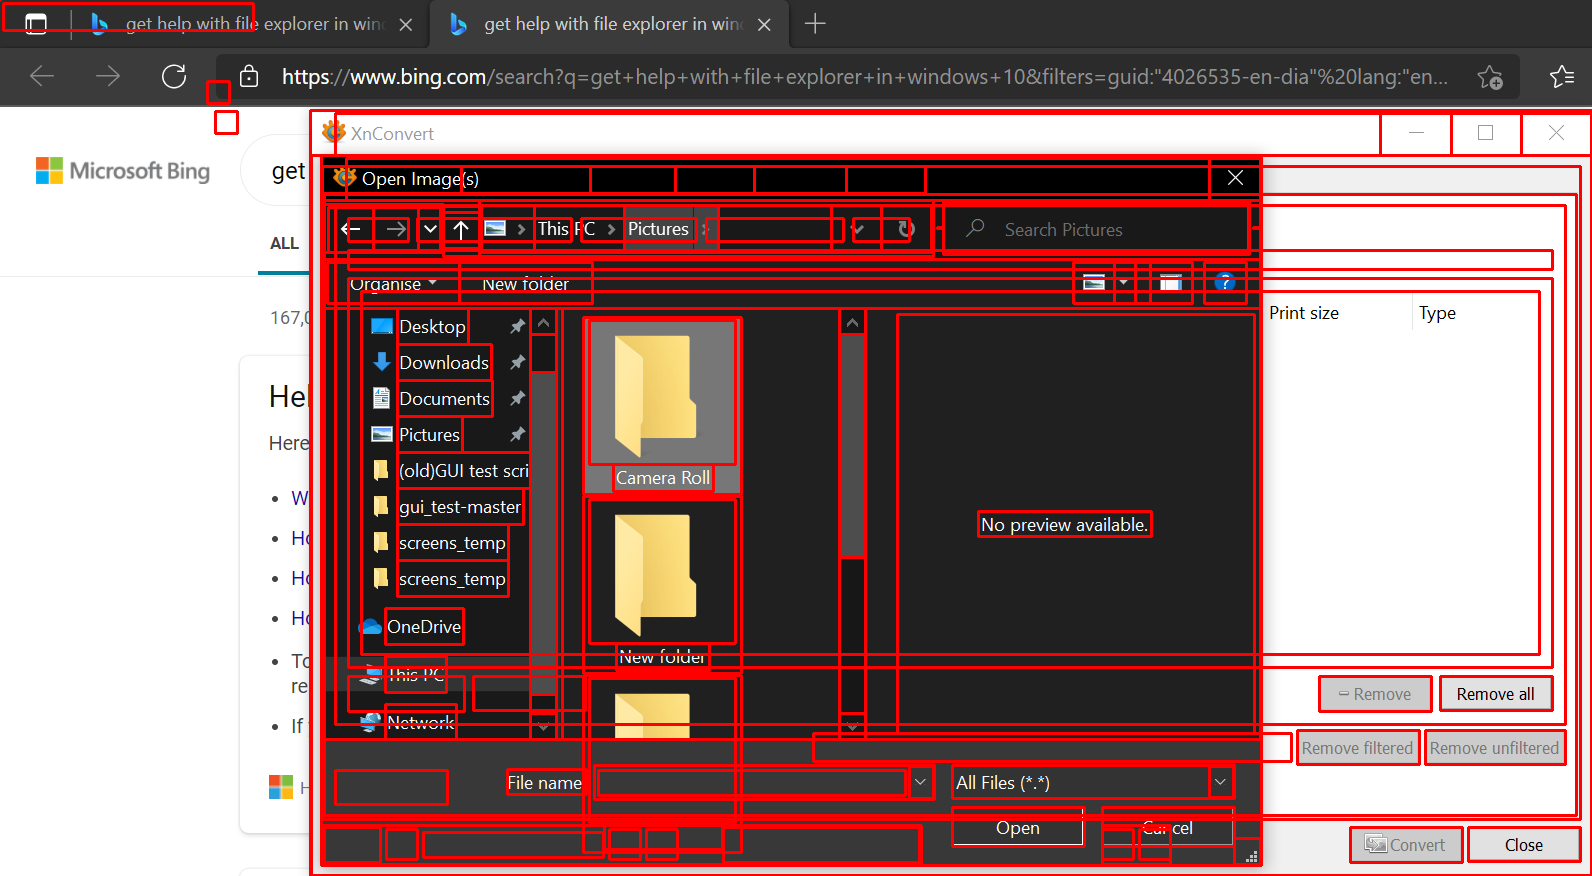 get help with file explorer in win
get help with file explorer in win
https://www.bing.com/search?q=get+help+with+file+explorer+in+windows+10&filters=guid:"4026535-en-dia"%20lang:"en...
Microsoft Bing
get
ALL
167,0
Hel
Here
W
Ho
Ho
Ho
To
re
If
H
XnConvert
Open Image(s)
This PC
Pictures
Search Pictures
Organise
New folder
Desktop
Downloads
Documents
Pictures
(old)GUI test scri
gui_test-master
screens_temp
screens_temp
OneDrive
This PC
Network
Camera Roll
New folder
No preview available.
File name
All Files (*.*)
Open
Cancel
Print size
Type
Remove
Remove all
Remove filtered
Remove unfiltered
Convert
Close